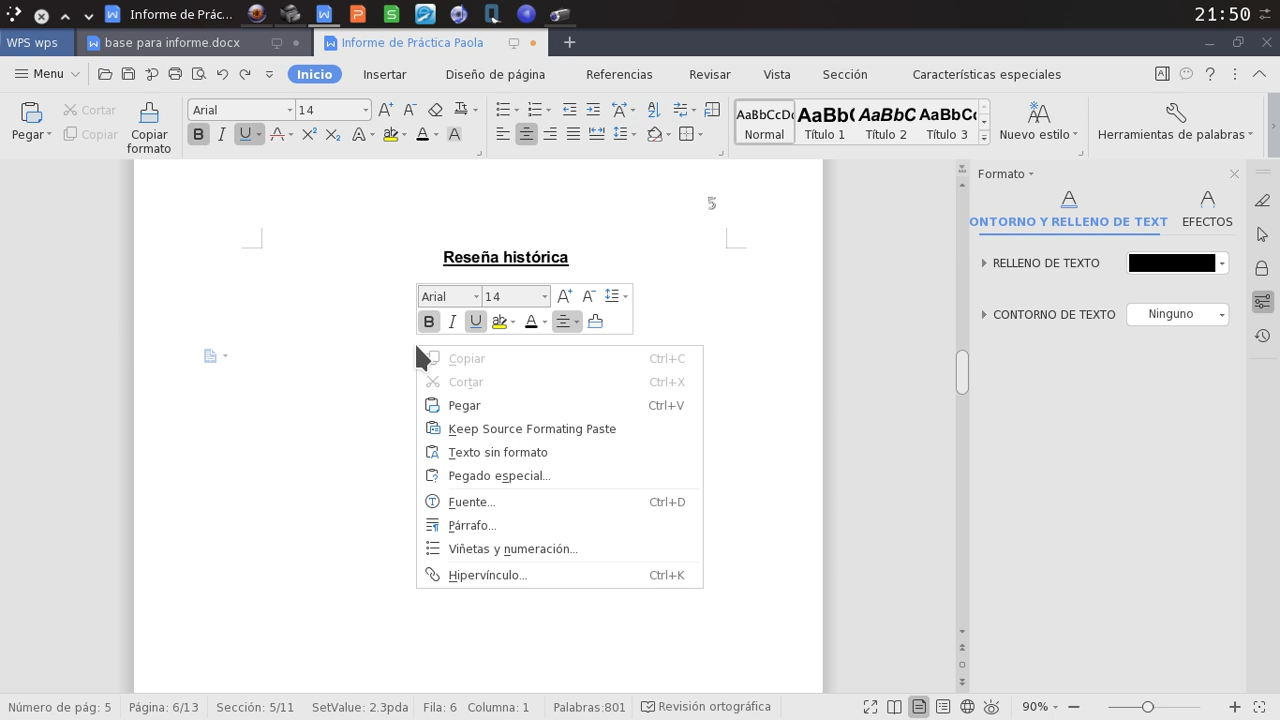 Informe de Prác...
21:50
WPS wps
base para informe.docx
Informe de Práctica Paola
Menu
Inicio
Insertar
Diseño de página
Referencias
Revisar
Vista
Sección
Características especiales
Pegar
Cortar
Copiar
Copiar formato
Arial
14
AaBbCcDc
Normal
AaBb(
Título 1
AaBbC
Título 2
AaBbCc
Título 3
Nuevo estilo
Herramientas de palabras
5
Reseña histórica
Arial
14
Copiar Ctrl+C
Cortar Ctrl+X
Pegar Ctrl+V
Keep Source Formating Paste
Texto sin formato
Pegado especial...
Fuente... Ctrl+D
Párrafo...
Viñetas y numeración...
Hipervínculo... Ctrl+K
Formato
ONTORNO Y RELLENO DE TEXT
EFECTOS
RELLENO DE TEXTO
CONTORNO DE TEXTO
Ninguno
Número de pág: 5
Página: 6/13
Sección: 5/11
SetValue: 2.3pda
Fila: 6
Columna: 1
Palabras:801
Revisión ortográfica
90%